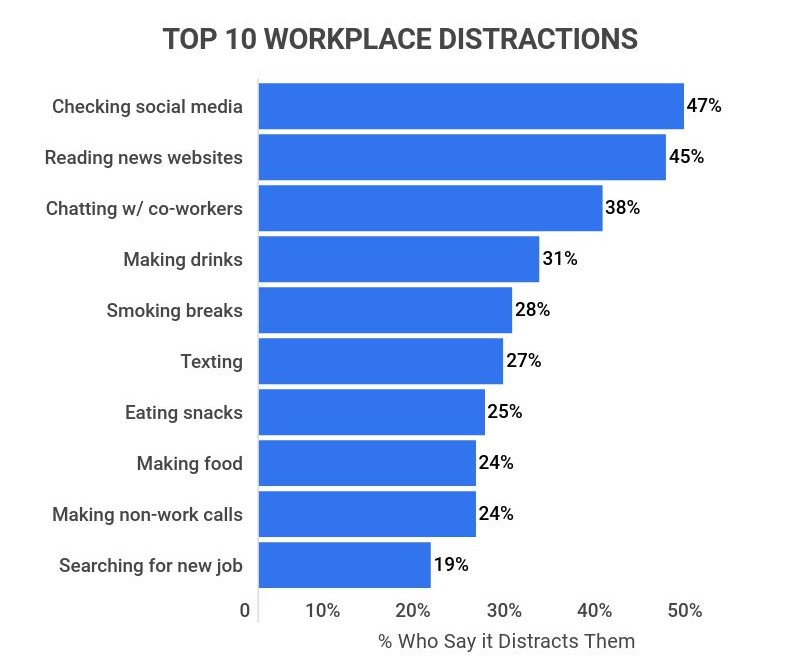 TOP 10 WORKPLACE DISTRACTIONS
Checking social media 47%
Reading news websites 45%
Chatting w/ co-workers 38%
Making drinks 31%
Smoking breaks 28%
Texting 27%
Eating snacks 25%
Making food 24%
Making non-work calls 24%
Searching for new job 19%
0 10% 20% 30% 40% 50%
% Who Say it Distracts Them